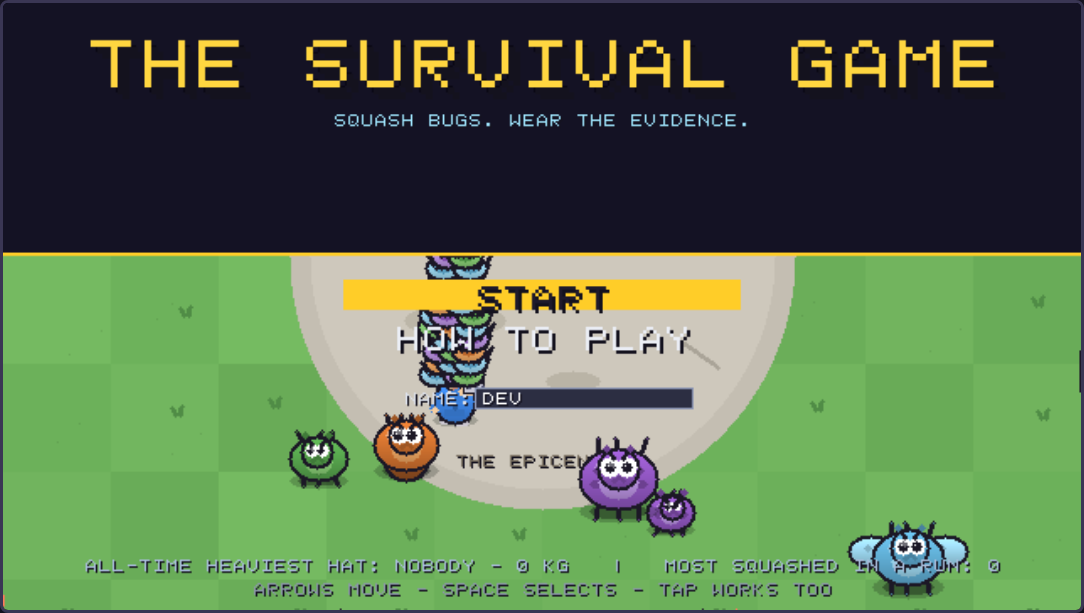 THE SURVIVAL GAME
SQUASH BUGS. WEAR THE EVIDENCE.
START
HOW TO PLAY
NAME: DEV
THE
ALL-TIME HEAVIEST HAT: NOBODY - 0 KG | MOST SQUASHED IN A RUN: 0
ARROWS MOVE - SPACE SELECTS - TAP WORKS TOO